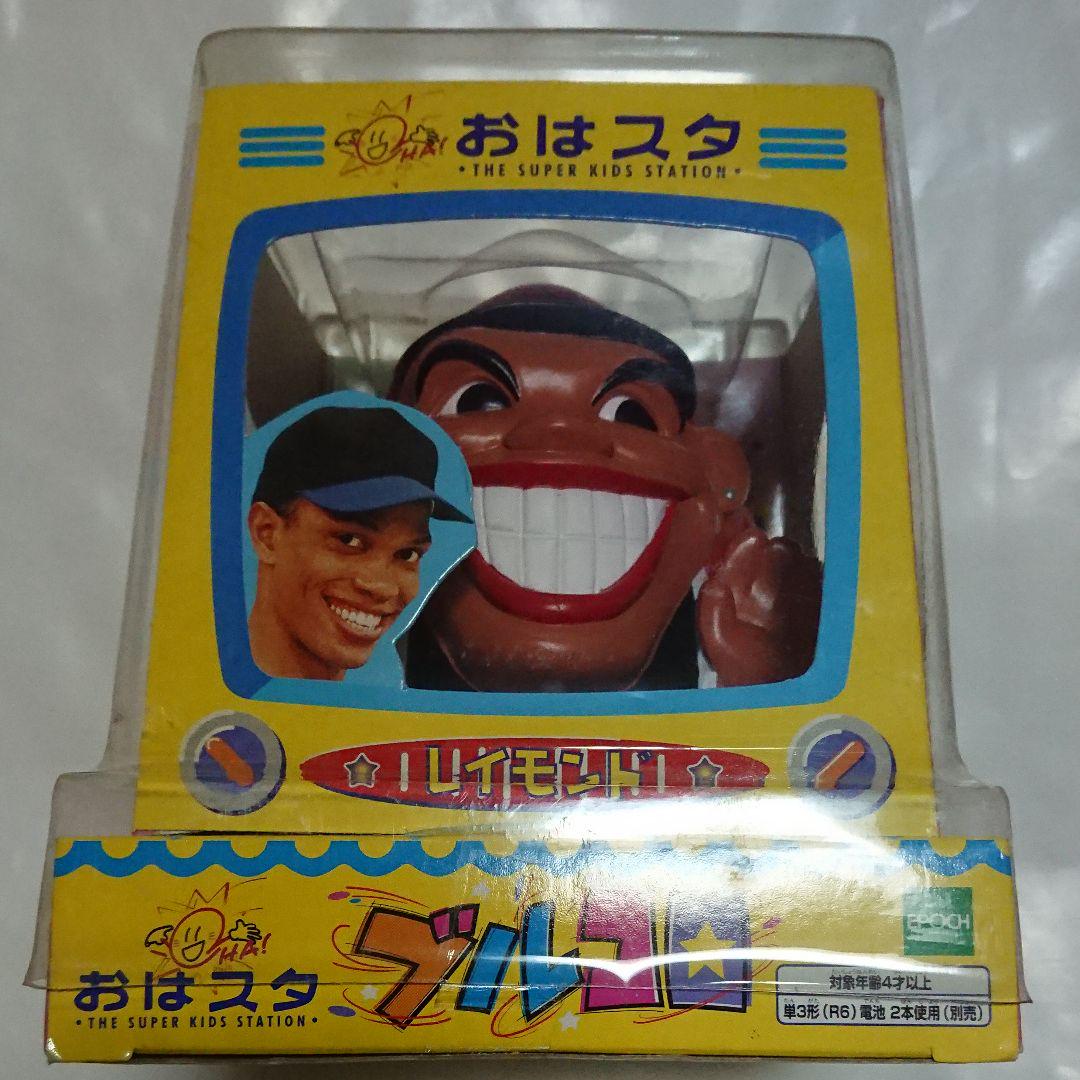 HA!
おはスタ
・THE SUPER KIDS STATION・
レイモンド
HA!
おはスタ
・THE SUPER KIDS STATION・
ブルコロ
EPOCH
対象年齢4才以上
単3形(R6)電池 2本使用(別売)